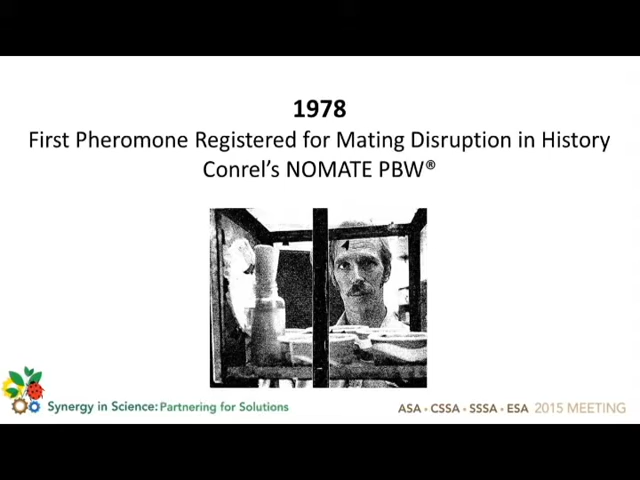 1978
First Pheromone Registered for Mating Disruption in History
Conrel's NOMATE PBW®
Synergy in Science: Partnering for Solutions
ASA • CSSA • SSSA • ESA 2015 MEETING